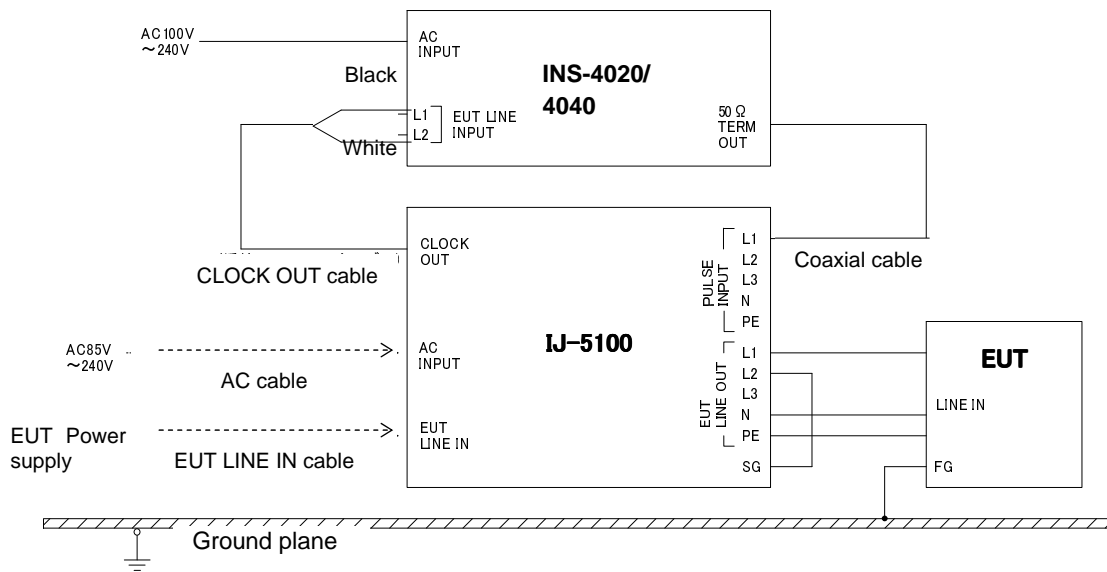 AC100V
～240V
AC
INPUT
Black
INS-4020/
4040
L1
L2
EUT LINE
INPUT
White
50Ω
TERM
OUT
CLOCK
OUT
CLOCK OUT cable
PULSE
INPUT
L1
L2
L3
N
PE
Coaxial cable
IJ-5100
AC85V
～240V
AC cable
AC
INPUT
EUT
LINE OUT
L1
L2
L3
N
PE
SG
EUT
LINE IN
FG
EUT Power
supply
EUT LINE IN cable
EUT
LINE IN
Ground plane